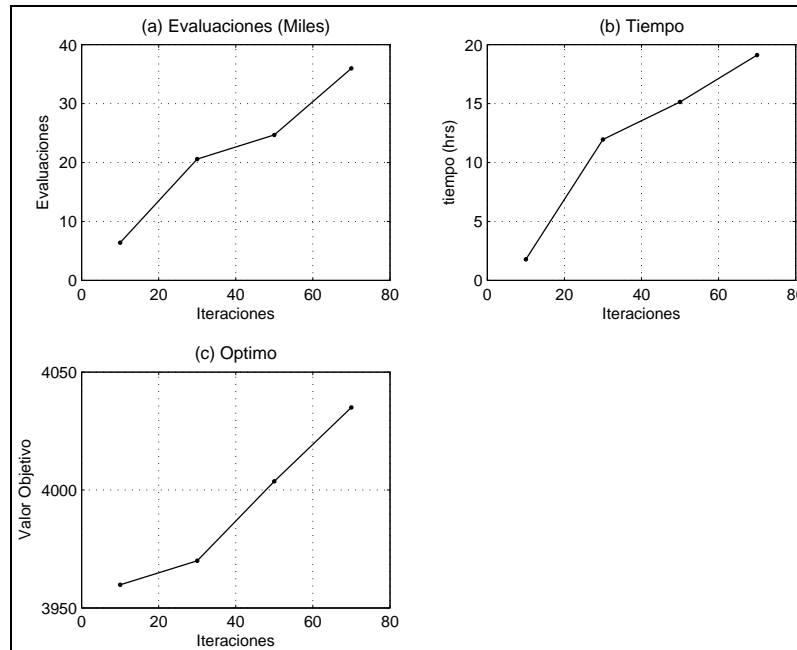 (a) Evaluaciones (Miles)
40
30
20
10
0
0 20 40 60 80
Evaluaciones
Iteraciones
(b) Tiempo
20
15
10
5
0
0 20 40 60 80
tiempo (hrs)
Iteraciones
(c) Optimo
4050
4000
3950
0 20 40 60 80
Valor Objetivo
Iteraciones